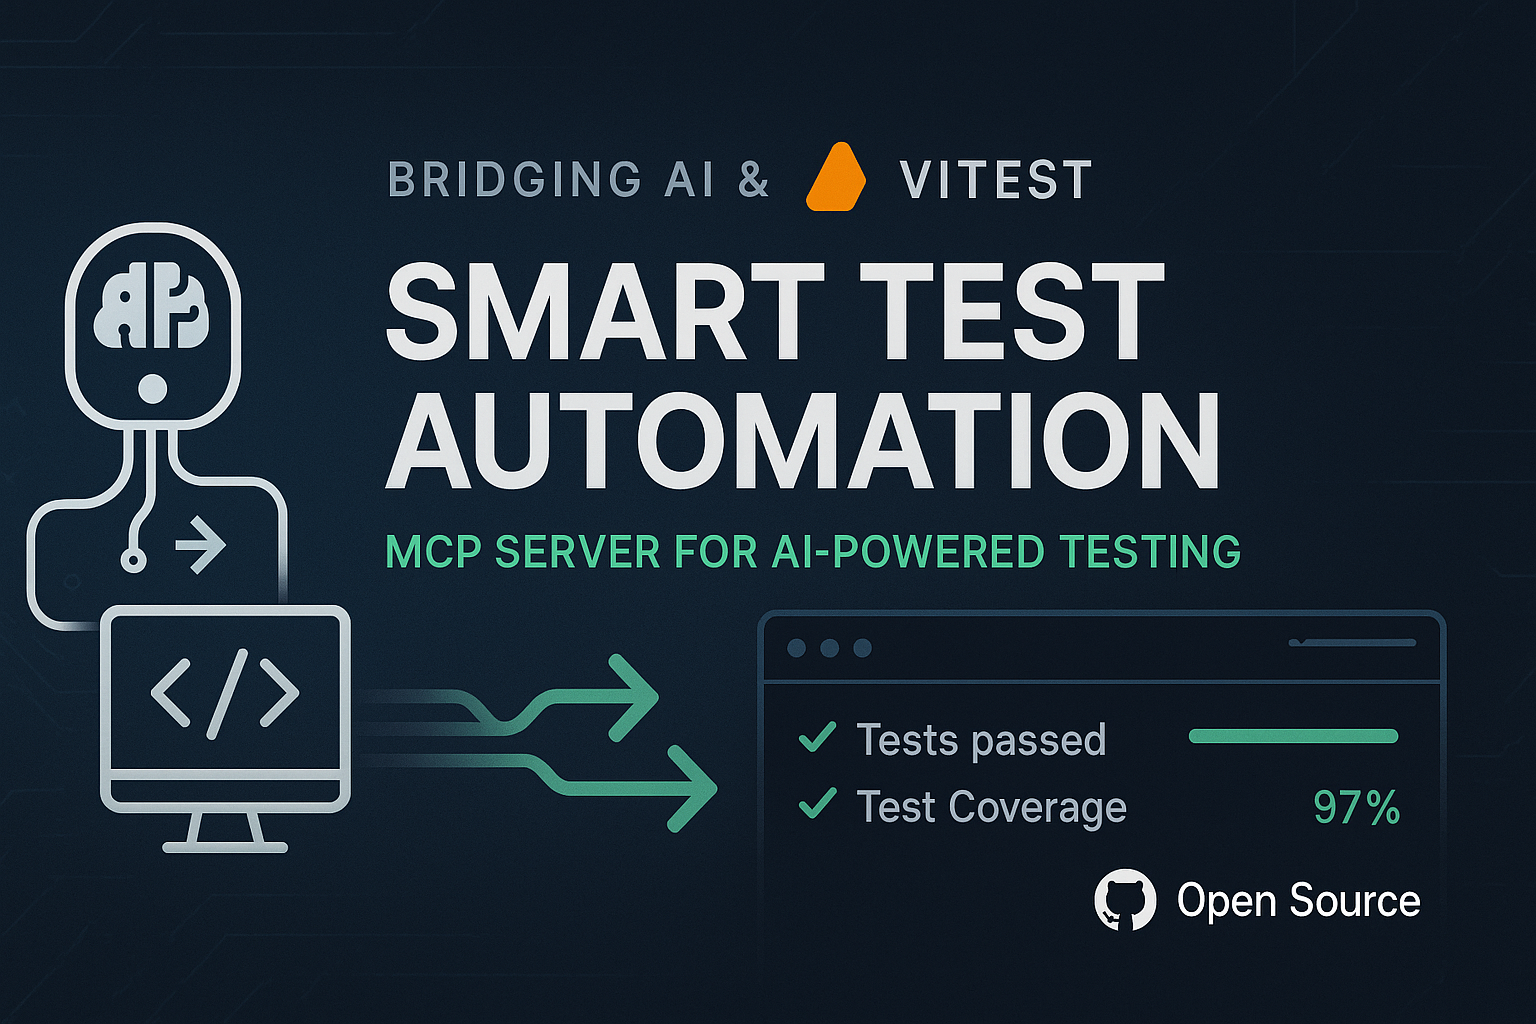 BRIDGING AI & VITEST
SMART TEST
AUTOMATION
MCP SERVER FOR AI-POWERED TESTING
</>
Tests passed
Test Coverage 97%
Open Source